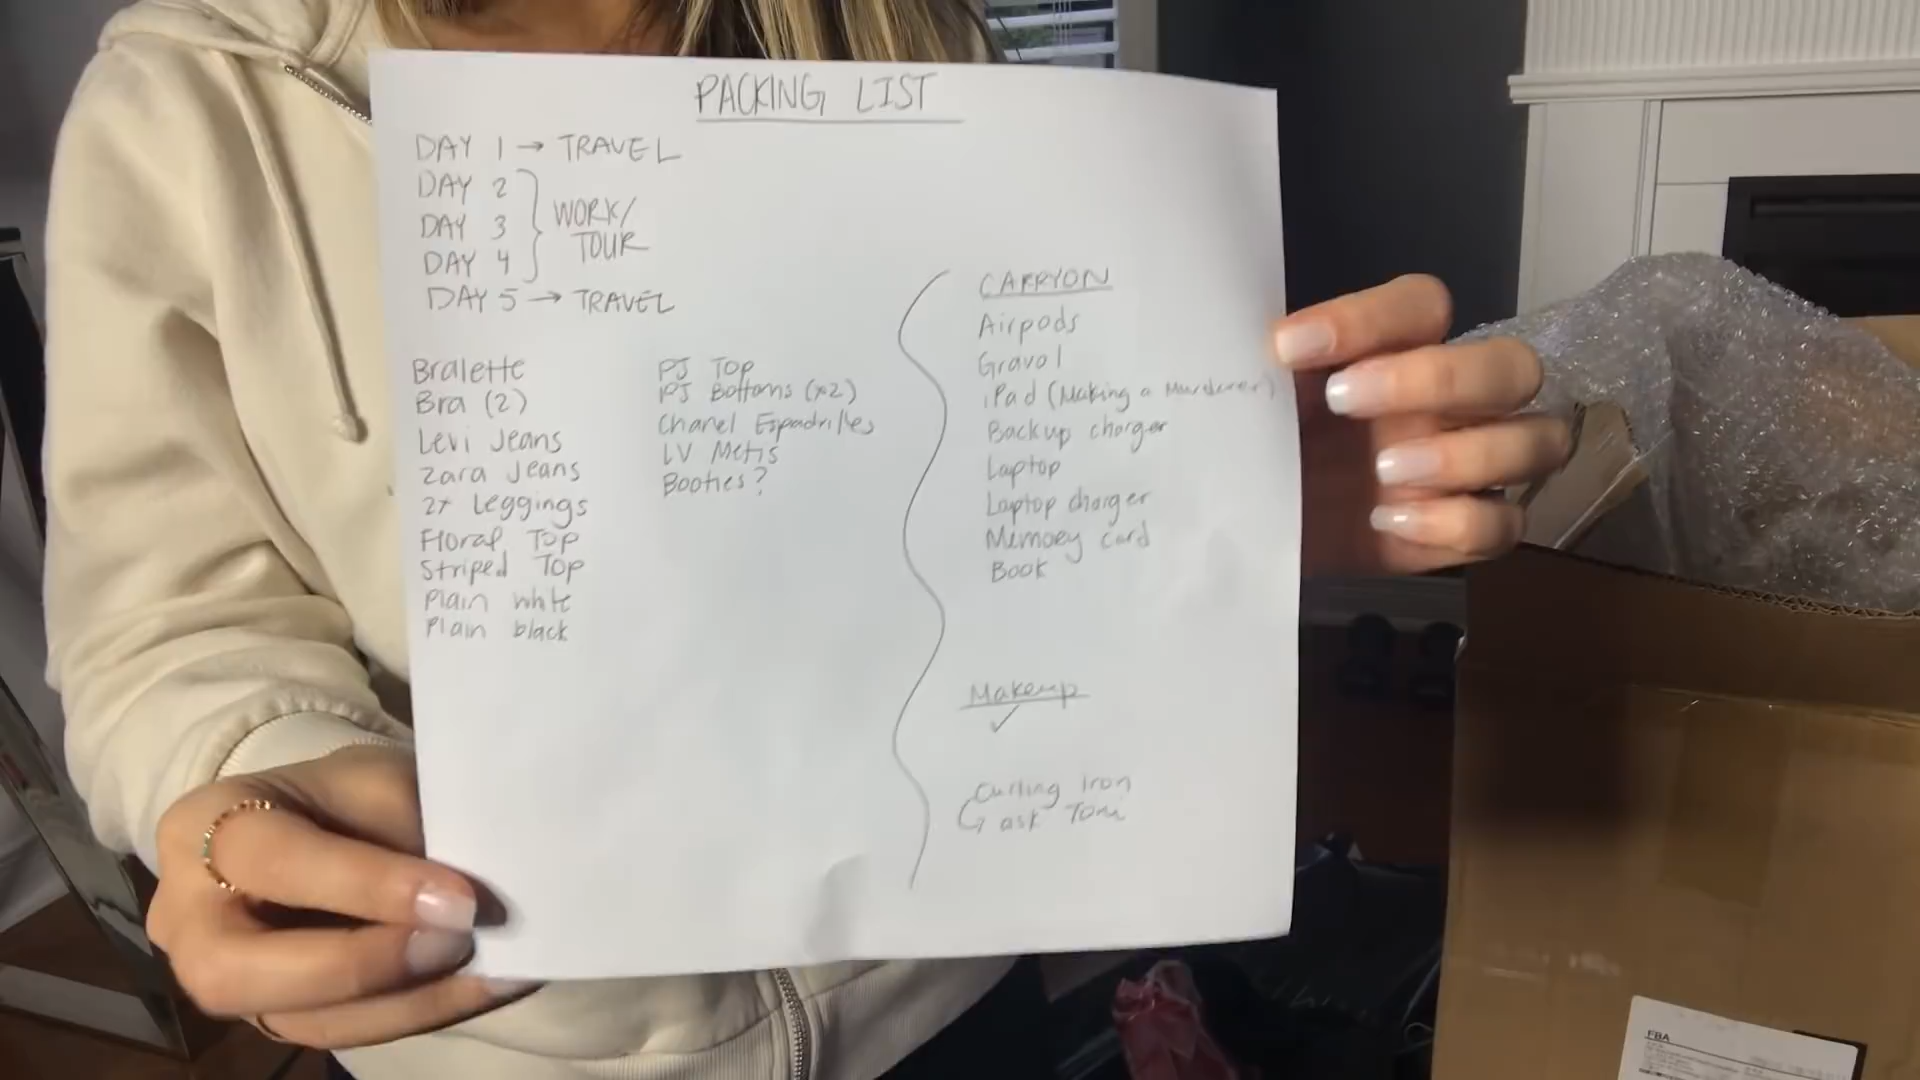 PACKING LIST
DAY 1 → TRAVEL
DAY 2
DAY 3
DAY 4
WORK/
TOUR
DAY 5 → TRAVEL
Bralette
Bra (2)
Levi Jeans
Zara Jeans
2x Leggings
Floral Top
Striped Top
Plain white
Plain black
PJ Top
PJ Bottoms (x2)
Chanel Espadrilles
LV Metis
Booties?
CARRYON
Airpods
Gravol
iPad (Making a Murderer)
Backup charger
Laptop
Laptop charger
Memoey card
Book
Makeup
✓
Curling iron
ask Toni
FBA